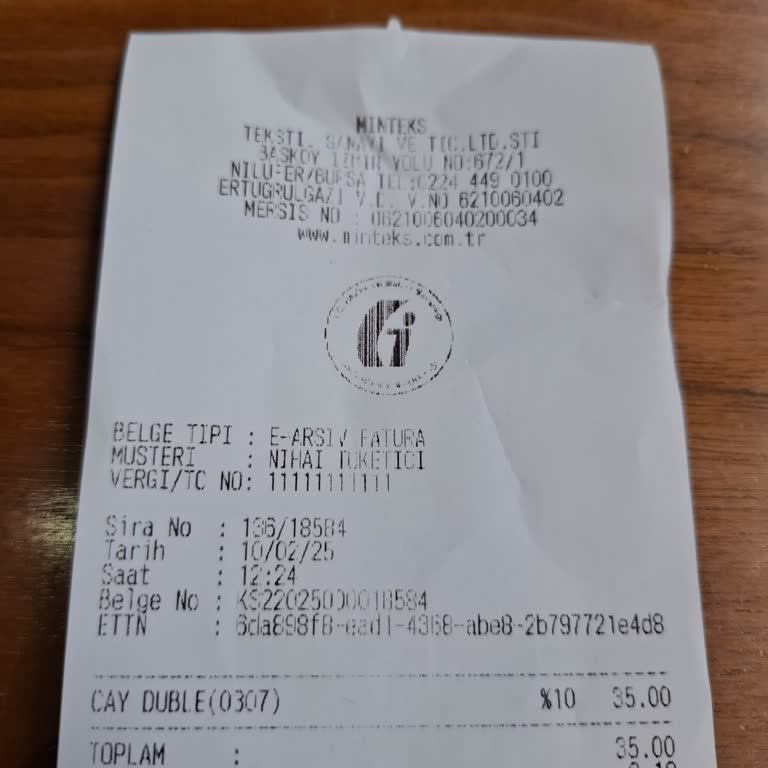 MINTEKS
TEKSTIL SANAYI VE TIC.LTD.STI
BASKOY IZMIR YOLU NO:672/1
NILUFER/BURSA TEL:0224 449 0100
ERTUGRULGAZI V.D. V.NO 6210060402
MERSIS NO : 0621006040200034
www.minteks.com.tr
BELGE TIPI : E-ARSIV FATURA
MUSTERI : NIHAI TUKETICI
VERGI/TC NO: 11111111111
Sira No : 136/18584
Tarih : 10/02/25
Saat : 12:24
Belge No : KS22025000018584
ETTN : 6da898f8-ead1-4368-abe8-2b797721e4d8
CAY DUBLE(0307) %10 35.00
TOPLAM : 35.00